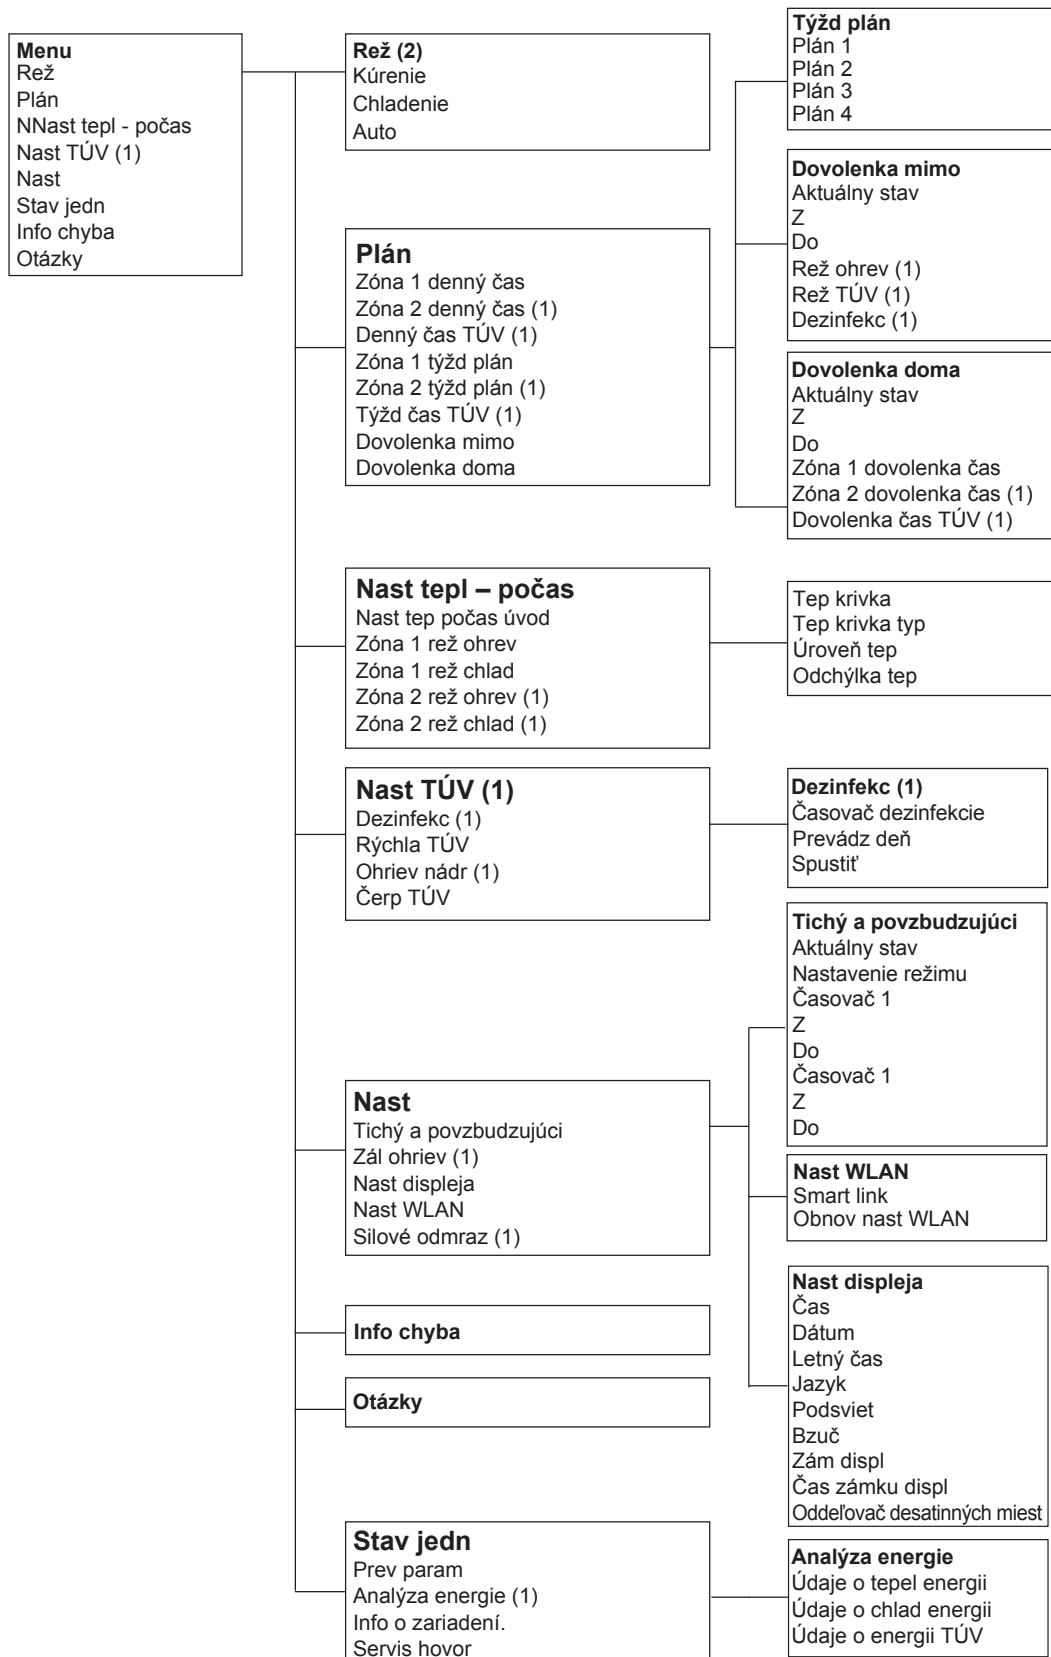 Menu
Rež
Plán
NNast tepl - počas
Nast TÚV (1)
Nast
Stav jedn
Info chyba
Otázky
Rež (2)
Kúrenie
Chladenie
Auto
Plán
Zóna 1 denný čas
Zóna 2 denný čas (1)
Denný čas TÚV (1)
Zóna 1 týžd plán
Zóna 2 týžd plán (1)
Týžd čas TÚV (1)
Dovolenka mimo
Dovolenka doma
Týžd plán
Plán 1
Plán 2
Plán 3
Plán 4
Dovolenka mimo
Aktuálny stav
Z
Do
Rež ohrev (1)
Rež TÚV (1)
Dezinfekc (1)
Dovolenka doma
Aktuálny stav
Z
Do
Zóna 1 dovolenka čas
Zóna 2 dovolenka čas (1)
Dovolenka čas TÚV (1)
Nast tepl – počas
Nast tep počas úvod
Zóna 1 rež ohrev
Zóna 1 rež chlad
Zóna 2 rež ohrev (1)
Zóna 2 rež chlad (1)
Tep krivka
Tep krivka typ
Úroveň tep
Odchýlka tep
Nast TÚV (1)
Dezinfekc (1)
Rýchla TÚV
Ohriev nádr (1)
Čerp TÚV
Dezinfekc (1)
Časovač dezinfekcie
Prevádz deň
Spustiť
Nast
Tichý a povzbudzujúci
Zál ohriev (1)
Nast displeja
Nast WLAN
Silové odmraz (1)
Tichý a povzbudzujúci
Aktuálny stav
Nastavenie režimu
Časovač 1
Z
Do
Časovač 1
Z
Do
Nast WLAN
Smart link
Obnov nast WLAN
Nast displeja
Čas
Dátum
Letný čas
Jazyk
Podsviet
Bzuč
Zám displ
Čas zámku displ
Oddeľovač desatinných miest
Info chyba
Otázky
Stav jedn
Prev param
Analýza energie (1)
Info o zariadení.
Servis hovor
Analýza energie
Údaje o tepel energii
Údaje o chlad energii
Údaje o energii TÚV